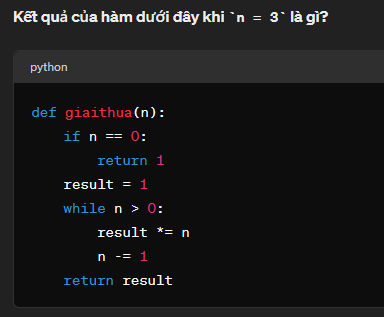 Kết quả của hàm dưới đây khi `n = 3` là gì?
python
def giaithua(n):
    if n == 0:
        return 1
    result = 1
    while n > 0:
        result *= n
        n -= 1
    return result